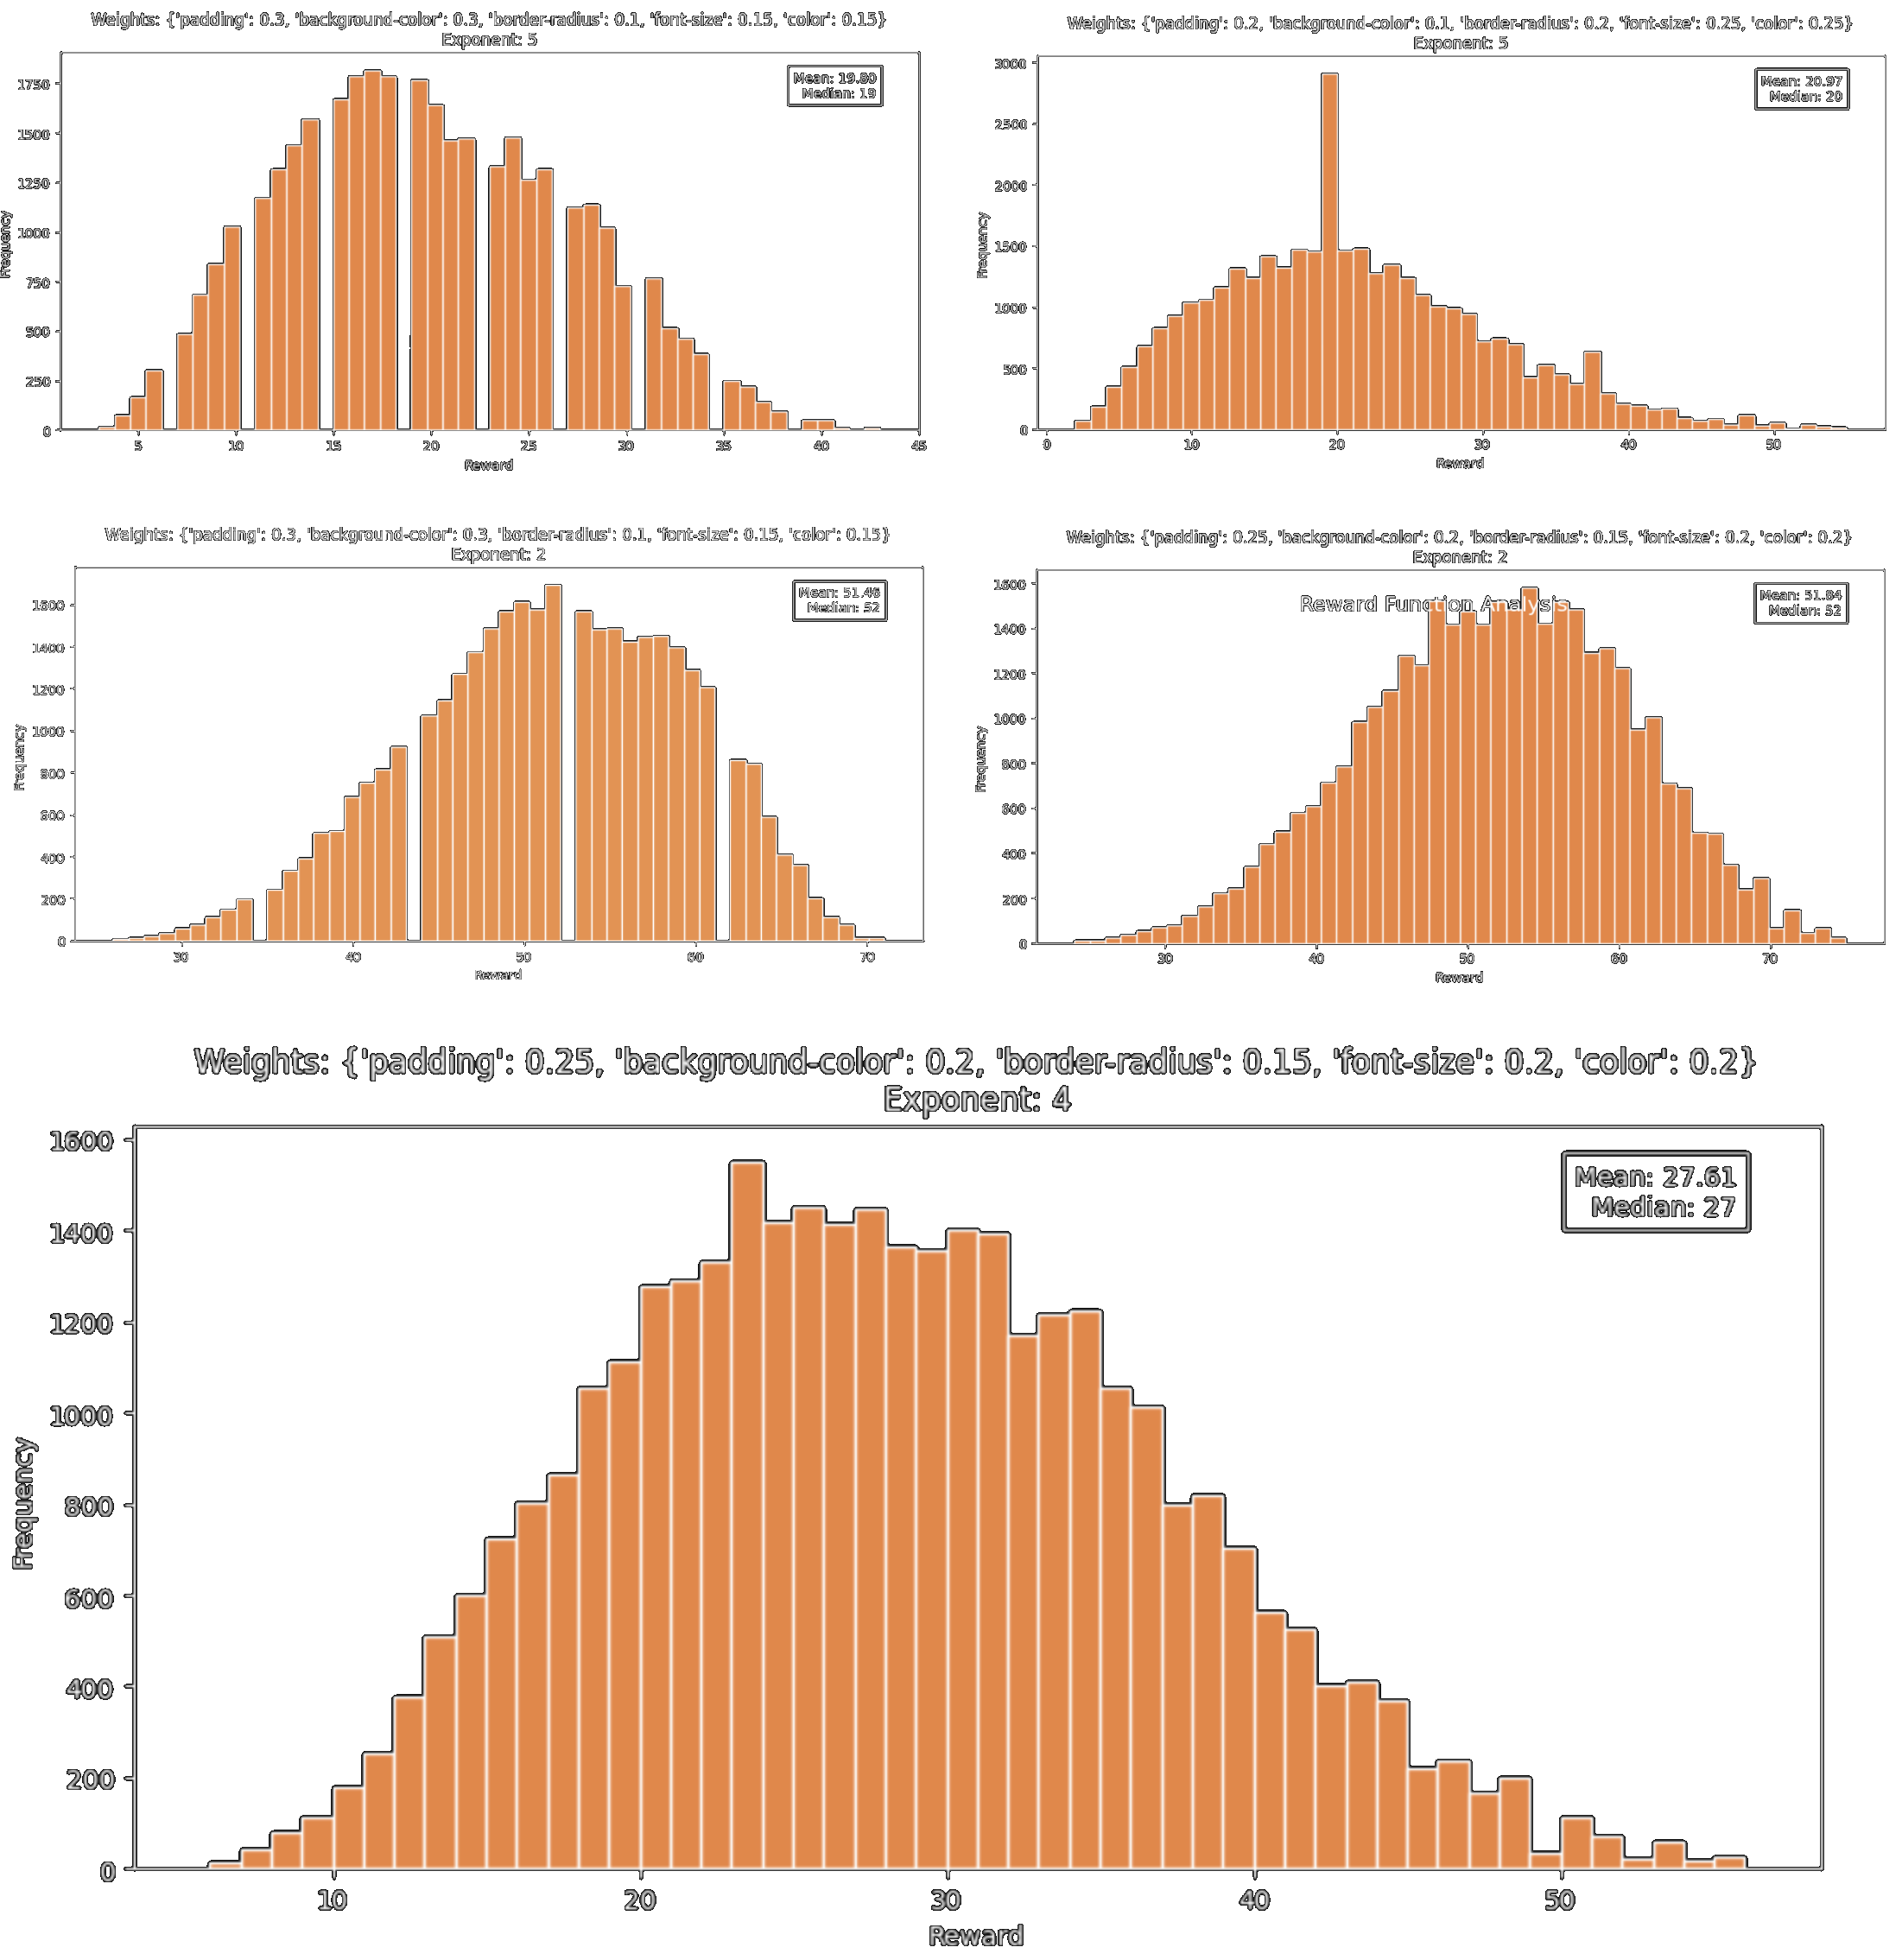 Weights: {'padding': 0.3, 'background-color': 0.3, 'border-radius': 0.1, 'font-size': 0.15, 'color': 0.15}
Exponent: 5
Mean: 19.80
Median: 19
1750
1500
1250
1000
750
500
250
0
Frequency
5 10 15 20 25 30 35 40 45
Reward
Weights: {'padding': 0.2, 'background-color': 0.1, 'border-radius': 0.2, 'font-size': 0.25, 'color': 0.25}
Exponent: 5
Mean: 20.97
Median: 20
3000
2500
2000
1500
1000
500
0
Frequency
0 10 20 30 40 50
Reward
Weights: {'padding': 0.3, 'background-color': 0.3, 'border-radius': 0.1, 'font-size': 0.15, 'color': 0.15}
Exponent: 2
Mean: 51.46
Median: 52
1600
1400
1200
1000
800
600
400
200
0
Frequency
30 40 50 60 70
Reward
Weights: {'padding': 0.25, 'background-color': 0.2, 'border-radius': 0.15, 'font-size': 0.2, 'color': 0.2}
Exponent: 2
Reward Function Analysis
Mean: 51.84
Median: 52
1600
1400
1200
1000
800
600
400
200
0
Frequency
30 40 50 60 70
Reward
Weights: {'padding': 0.25, 'background-color': 0.2, 'border-radius': 0.15, 'font-size': 0.2, 'color': 0.2}
Exponent: 4
Mean: 27.61
Median: 27
1600
1400
1200
1000
800
600
400
200
0
Frequency
10 20 30 40 50
Reward